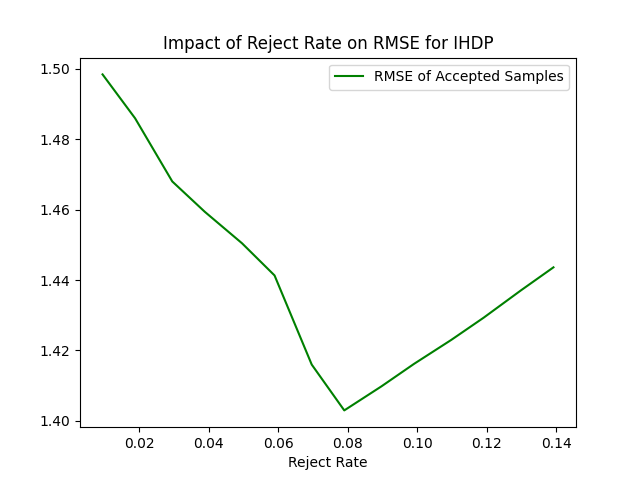 Impact of Reject Rate on RMSE for IHDP
RMSE of Accepted Samples
1.50
1.48
1.46
1.44
1.42
1.40
0.02 0.04 0.06 0.08 0.10 0.12 0.14
Reject Rate